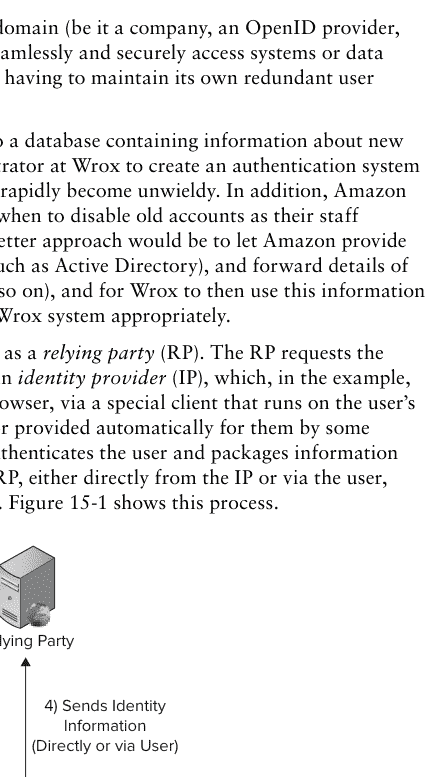 domain (be it a company, an OpenID provider,
seamlessly and securely access systems or data
having to maintain its own redundant user
a database containing information about new
trator at Wrox to create an authentication system
rapidly become unwieldy. In addition, Amazon
when to disable old accounts as their staff
etter approach would be to let Amazon provide
uch as Active Directory), and forward details of
so on), and for Wrox to then use this information
Wrox system appropriately.
as a relying party (RP). The RP requests the
n identity provider (IP), which, in the example,
owser, via a special client that runs on the user's
r provided automatically for them by some
uthenticates the user and packages information
RP, either directly from the IP or via the user,
. Figure 15-1 shows this process.
lying Party
4) Sends Identity
Information
(Directly or via User)